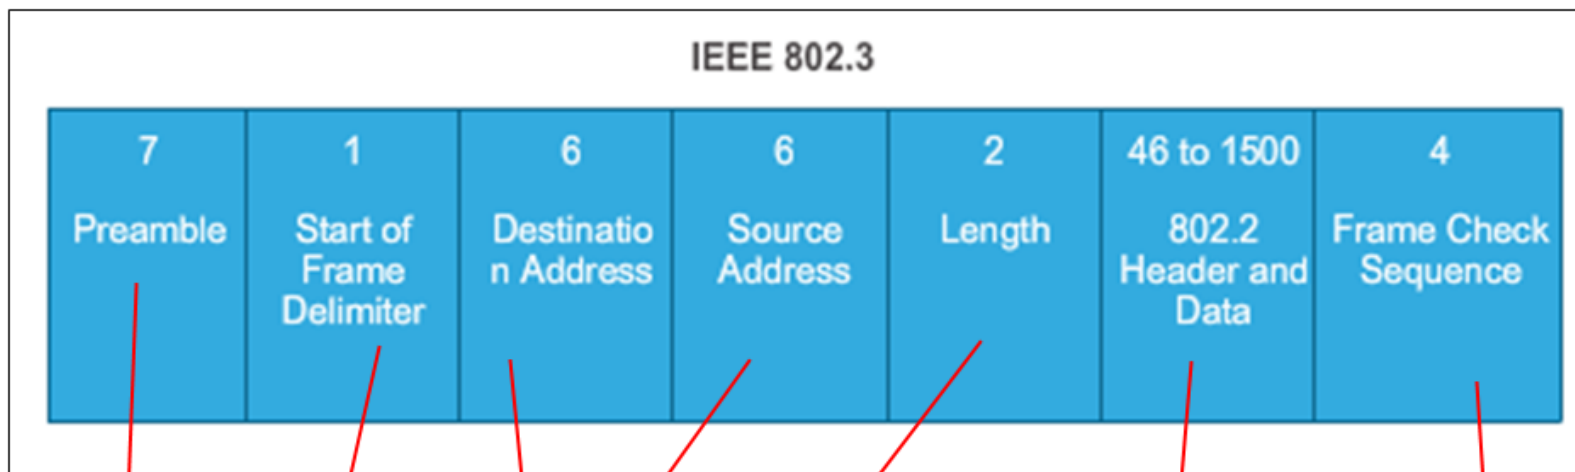 IEEE 802.3
7
Preamble
1
Start of
Frame
Delimiter
6
Destinatio
n Address
6
Source
Address
2
Length
46 to 1500
802.2
Header and
Data
4
Frame Check
Sequence